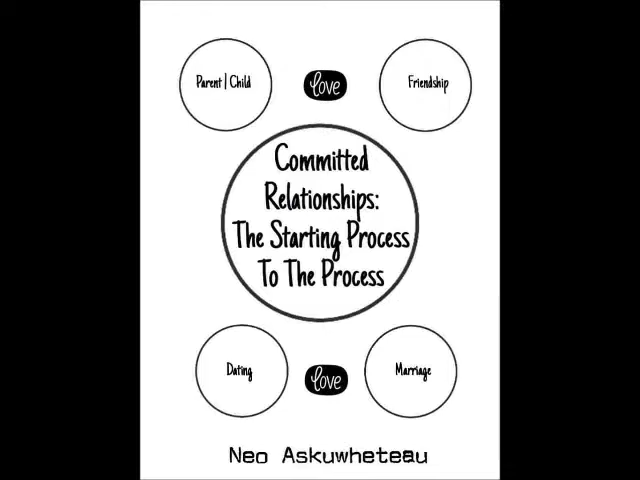 Parent | Child
love
Friendship
Committed
Relationships:
The Starting Process
To The Process
Dating
love
Marriage
Neo Askuwheteau